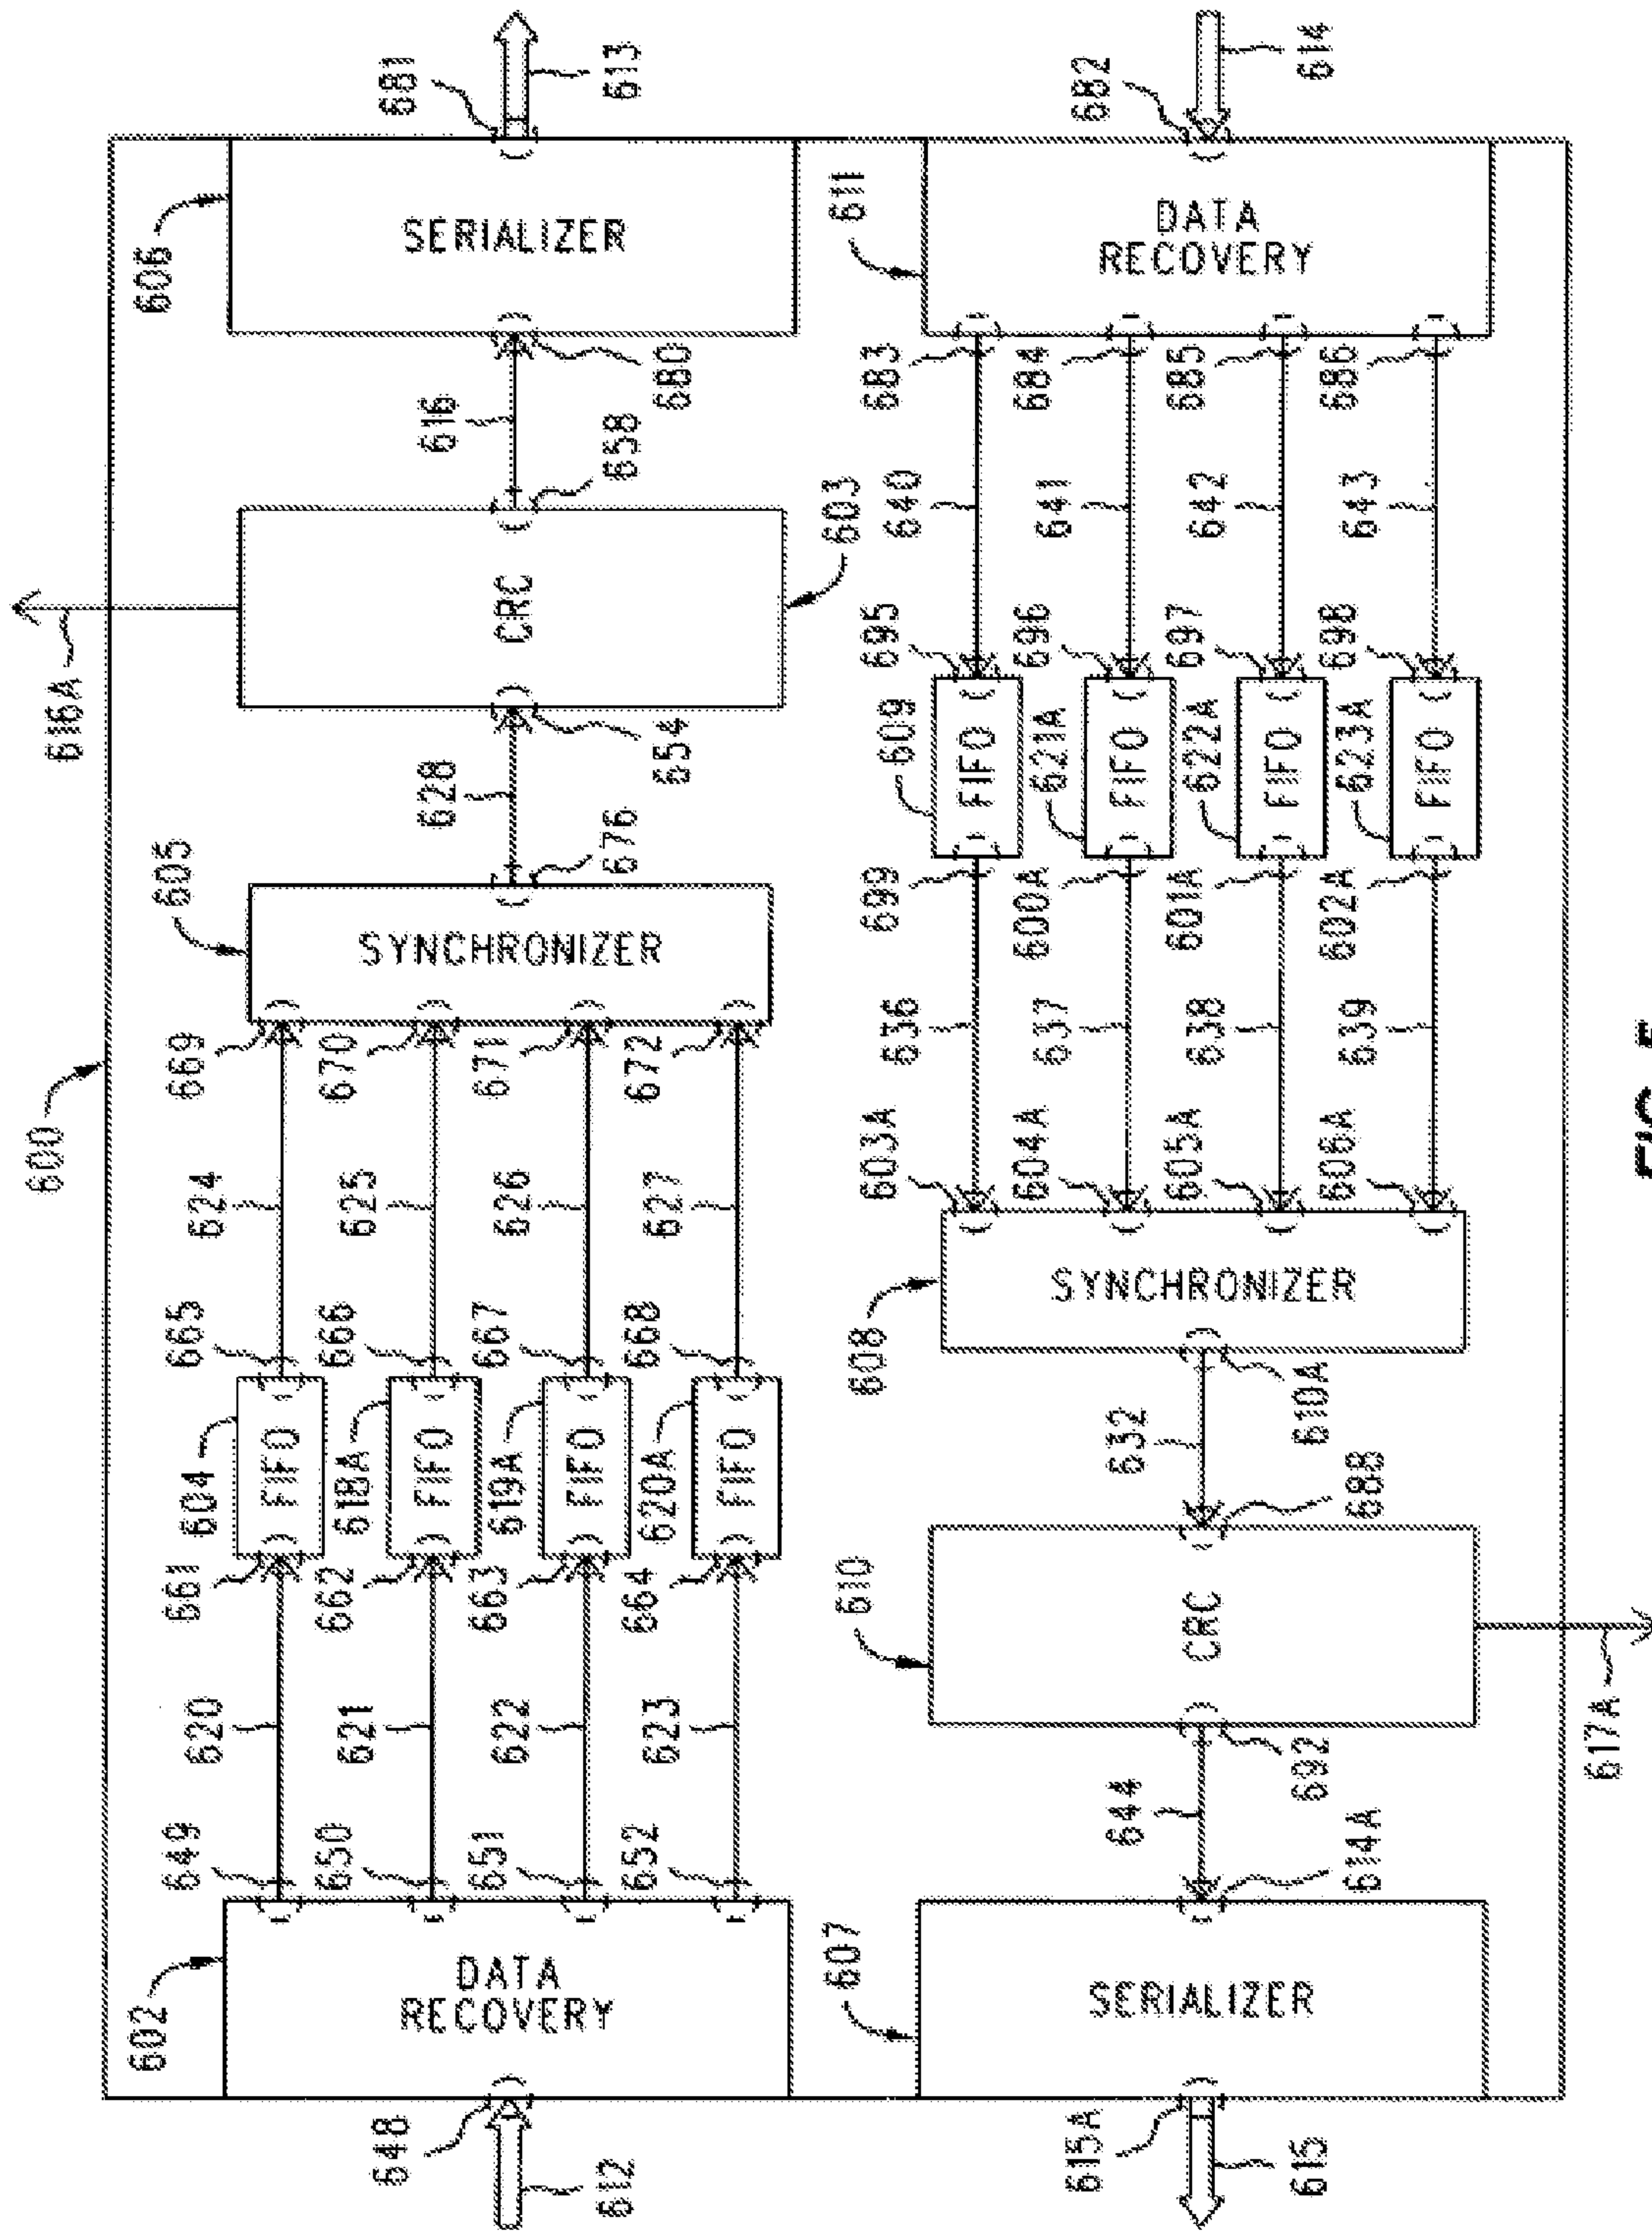 600
616A
602
606
604
605
661
665
669
649
620
624
648
681
612
DATA
RECOVERY
FIFO
SYNCHRONIZER
CRC
SERIALIZER
628
616
613
650
621
662
618A
666
625
670
FIFO
651
622
663
619A
667
626
671
FIFO
676
654
658
680
652
623
664
620A
668
627
672
FIFO
603
607
610
608
609
611
603A
636
699
695
640
683
FIFO
615A
644
632
682
604A
637
600A
621A
696
641
684
FIFO
SERIALIZER
CRC
SYNCHRONIZER
DATA
RECOVERY
605A
638
601A
622A
697
642
685
FIFO
615
614A
692
688
610A
614
606A
639
602A
623A
698
643
686
FIFO
617A
FIG. 5